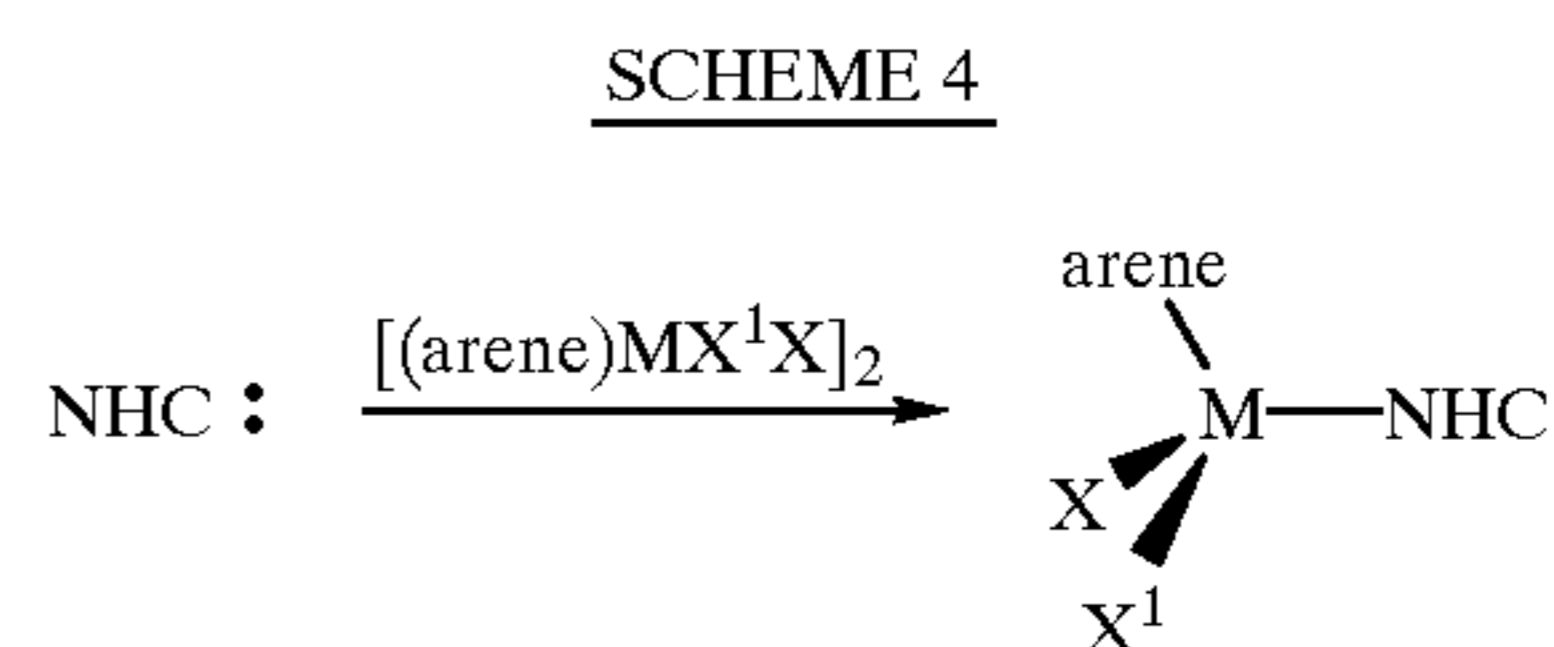 SCHEME 4
arene
[(arene)MX¹X]₂
NHC :
M—NHC
X
X¹